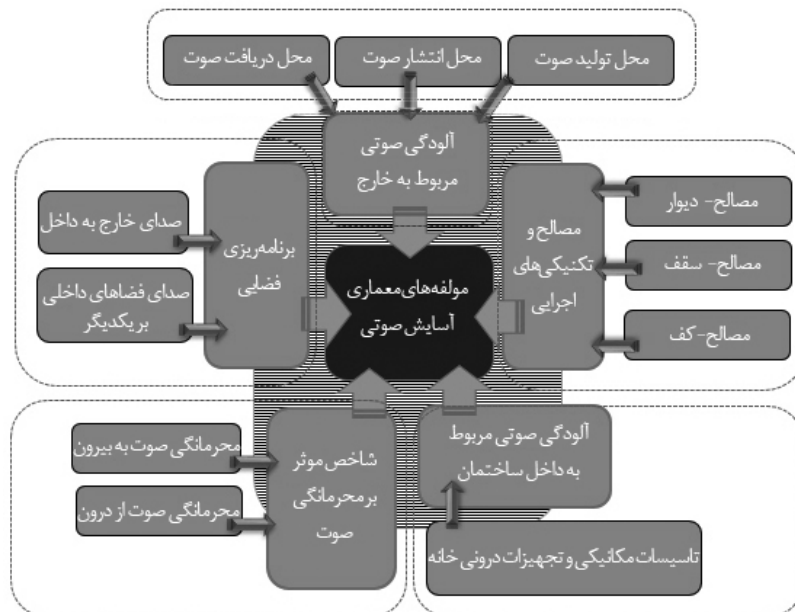 محل تولید صوت
محل انتشار صوت
محل دریافت صوت
آلودگی صوتی
مربوط به خارج
مصالح و
تکنیکی‌های
اجرایی
مصالح- دیوار
مصالح- سقف
مصالح-کف
برنامه‌ریزی
فضایی
صدای خارج به داخل
صدای فضاهای داخلی
بر یکدیگر
مولفه‌های معماری
آسایش صوتی
آلودگی صوتی مربوط
به داخل ساختمان
تاسیسات مکانیکی و تجهیزات درونی خانه
شاخص موثر
بر محرمانگی
صوت
محرمانگی صوت به بیرون
محرمانگی صوت از درون